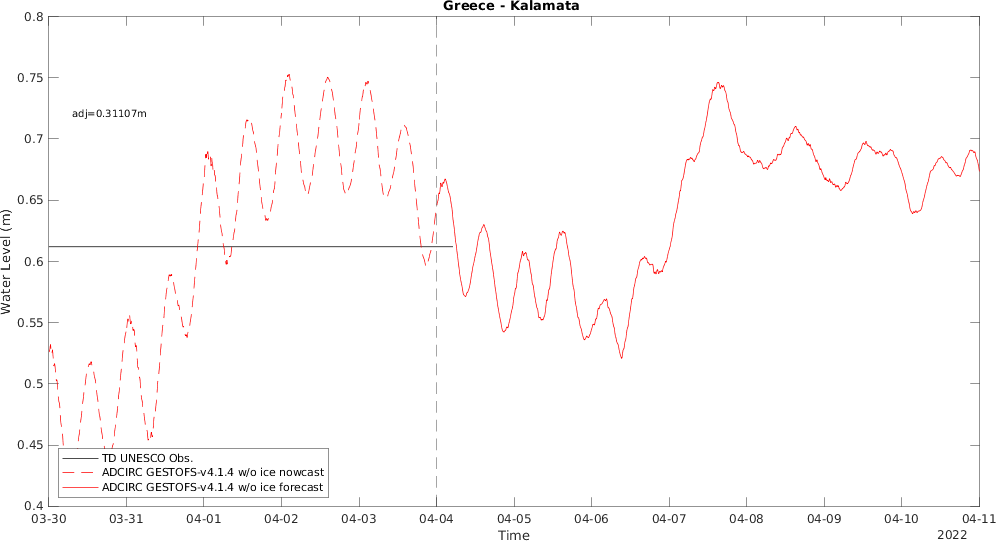 Greece - Kalamata
0.8
0.75
0.7
0.65
0.6
0.55
0.5
0.45
0.4
Water Level (m)
adj=0.31107m
TD UNESCO Obs.
ADCIRC GESTOFS-v4.1.4 w/o ice nowcast
ADCIRC GESTOFS-v4.1.4 w/o ice forecast
03-30 03-31 04-01 04-02 04-03 04-04 04-05 04-06 04-07 04-08 04-09 04-10 04-11
Time
2022